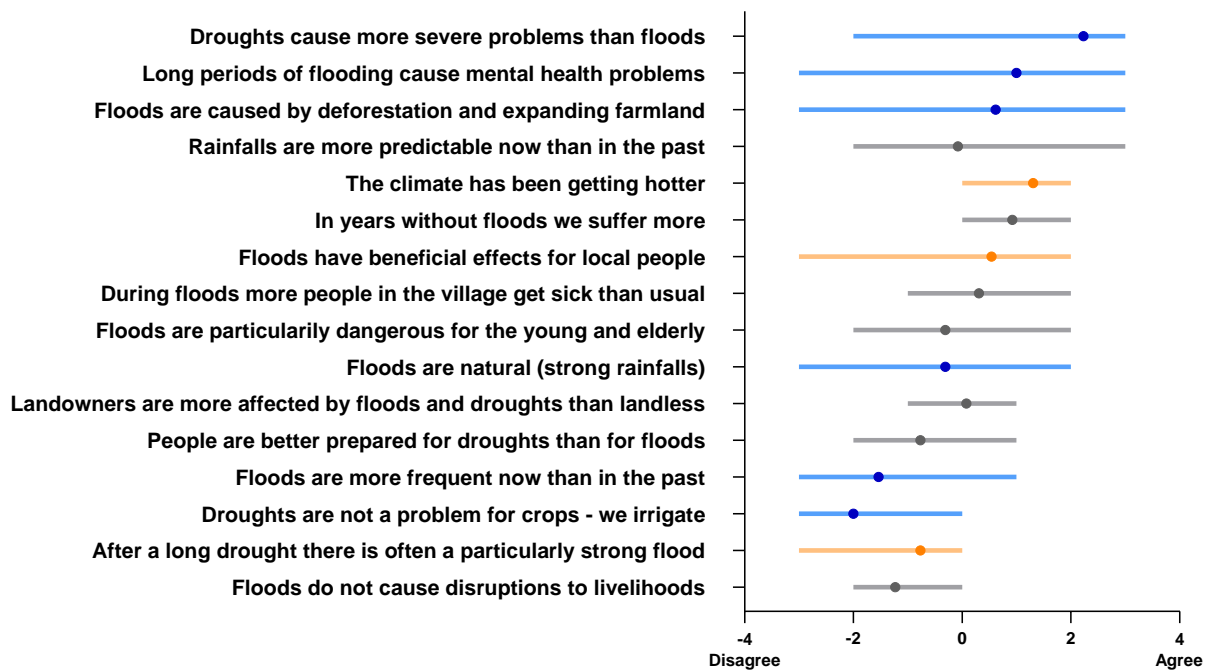 Droughts cause more severe problems than floods
Long periods of flooding cause mental health problems
Floods are caused by deforestation and expanding farmland
Rainfalls are more predictable now than in the past
The climate has been getting hotter
In years without floods we suffer more
Floods have beneficial effects for local people
During floods more people in the village get sick than usual
Floods are particularily dangerous for the young and elderly
Floods are natural (strong rainfalls)
Landowners are more affected by floods and droughts than landless
People are better prepared for droughts than for floods
Floods are more frequent now than in the past
Droughts are not a problem for crops - we irrigate
After a long drought there is often a particularly strong flood
Floods do not cause disruptions to livelihoods
-4 -2 0 2 4
Disagree Agree